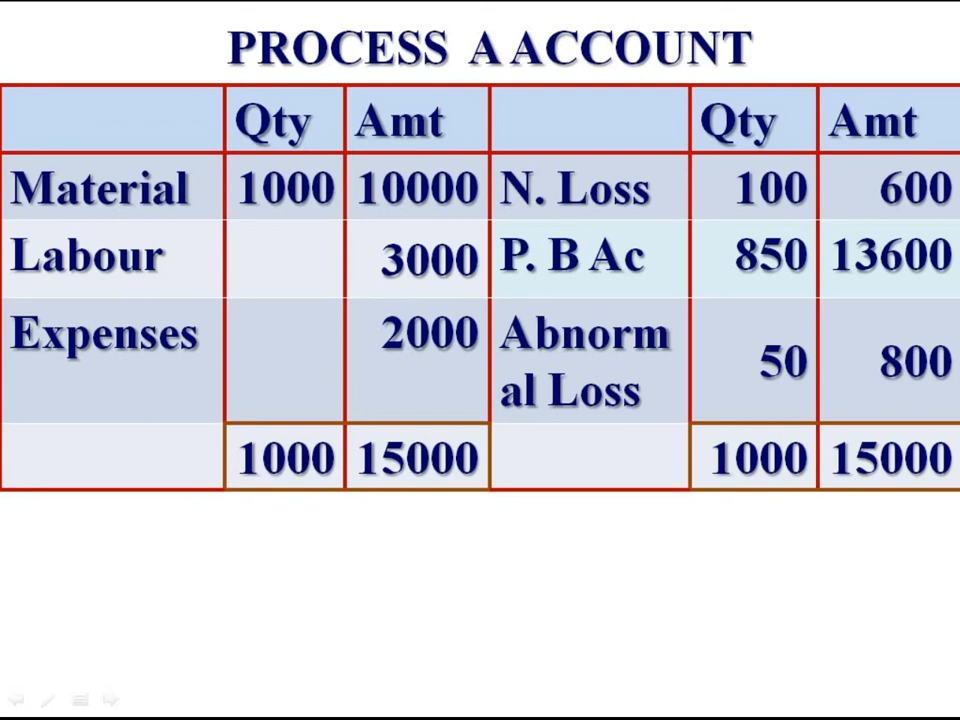 PROCESS A ACCOUNT
Qty Amt Qty Amt
Material 1000 10000 N. Loss 100 600
Labour 3000 P. B Ac 850 13600
Expenses 2000 Abnorm
al Loss 50 800
1000 15000 1000 15000